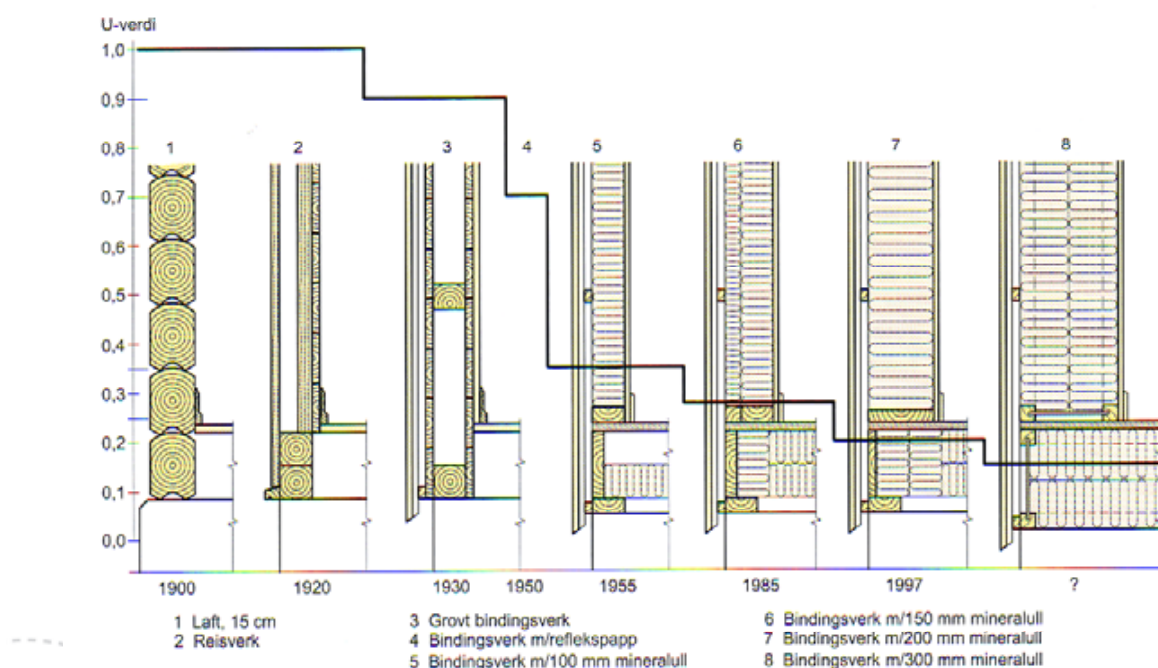 U-verdi
1,0
0,9
0,8
0,7
0,6
0,5
0,4
0,3
0,2
0,1
0,0
1 2 3 4 5 6 7 8
1900 1920 1930 1950 1955 1985 1997 ?
1 Laft, 15 cm
2 Reisverk
3 Grovt bindingsverk
4 Bindingsverk m/reflekspapp
5 Bindingsverk m/100 mm mineralull
6 Bindingsverk m/150 mm mineralull
7 Bindingsverk m/200 mm mineralull
8 Bindingsverk m/300 mm mineralull